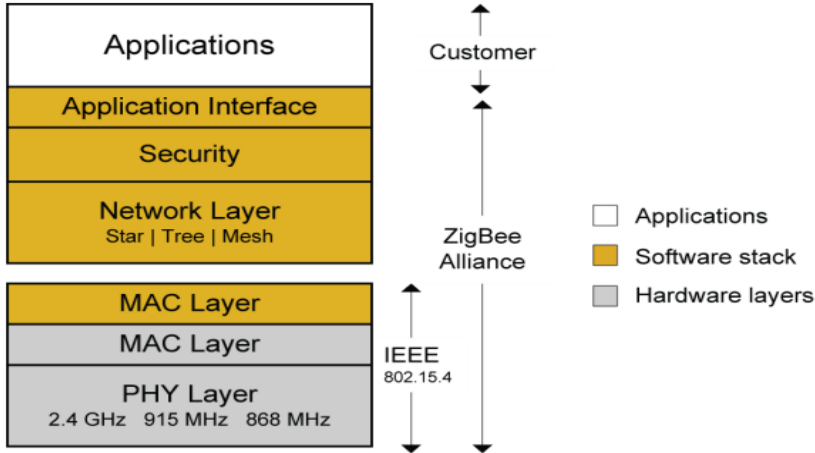 Applications
Application Interface
Security
Network Layer
Star | Tree | Mesh
MAC Layer
MAC Layer
PHY Layer
2.4 GHz 915 MHz 868 MHz
Customer
ZigBee
Alliance
IEEE
802.15.4
Applications
Software stack
Hardware layers